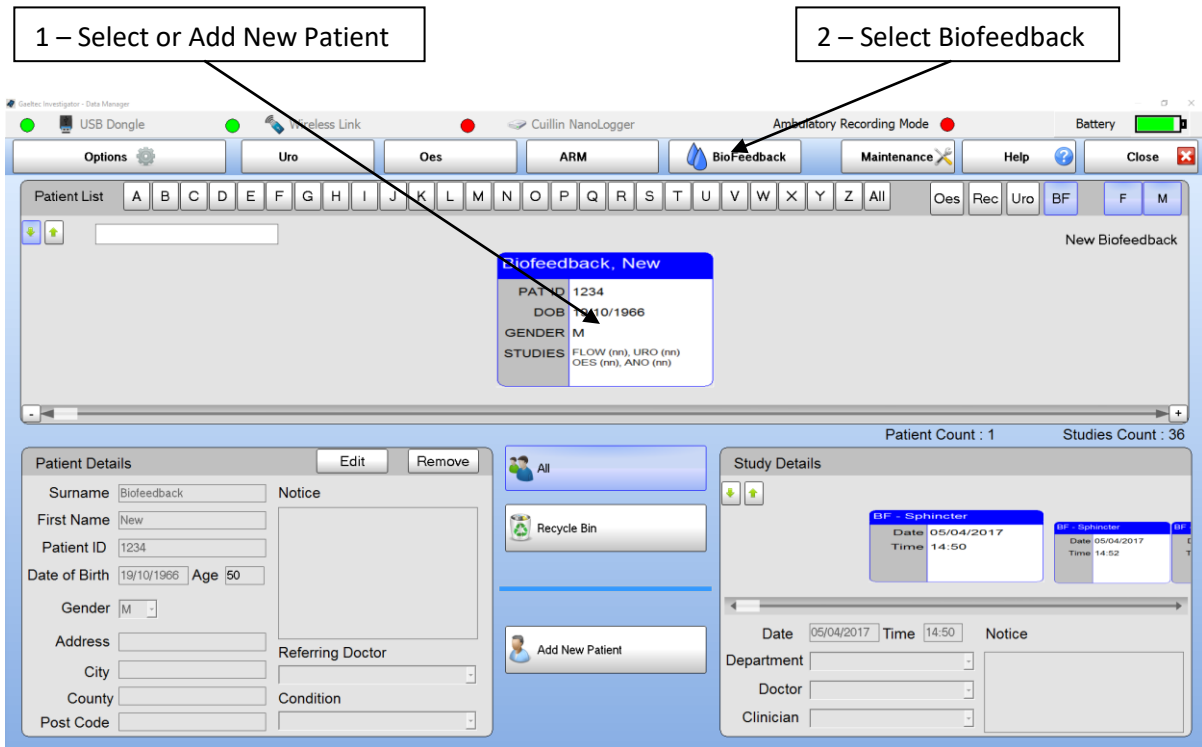 1 – Select or Add New Patient
2 – Select Biofeedback
Gaeltec Investigator - Data Manager
USB Dongle Wireless Link Cuillin NanoLogger Ambulatory Recording Mode Battery
Options Uro Oes ARM BioFeedback Maintenance Help ? Close
Patient List A B C D E F G H I J K L M N O P Q R S T U V W X Y Z All Oes Rec Uro BF F M
New Biofeedback
Biofeedback, New
PAT ID 1234
DOB 19/10/1966
GENDER M
STUDIES FLOW (nn), URO (nn)
OES (nn), ANO (nn)
- +
Patient Count : 1 Studies Count : 36
Patient Details Edit Remove
Surname Biofeedback Notice
First Name New
Patient ID 1234
Date of Birth 19/10/1966 Age 50
Gender M
Address
City
County
Post Code
Referring Doctor
Condition
All
Recycle Bin
Add New Patient
Study Details
BF - Sphincter
Date 05/04/2017
Time 14:50
BF - Sphincter
Date 05/04/2017
Time 14:52
BF
Date 05/04/2017 Time 14:50 Notice
Department
Doctor
Clinician